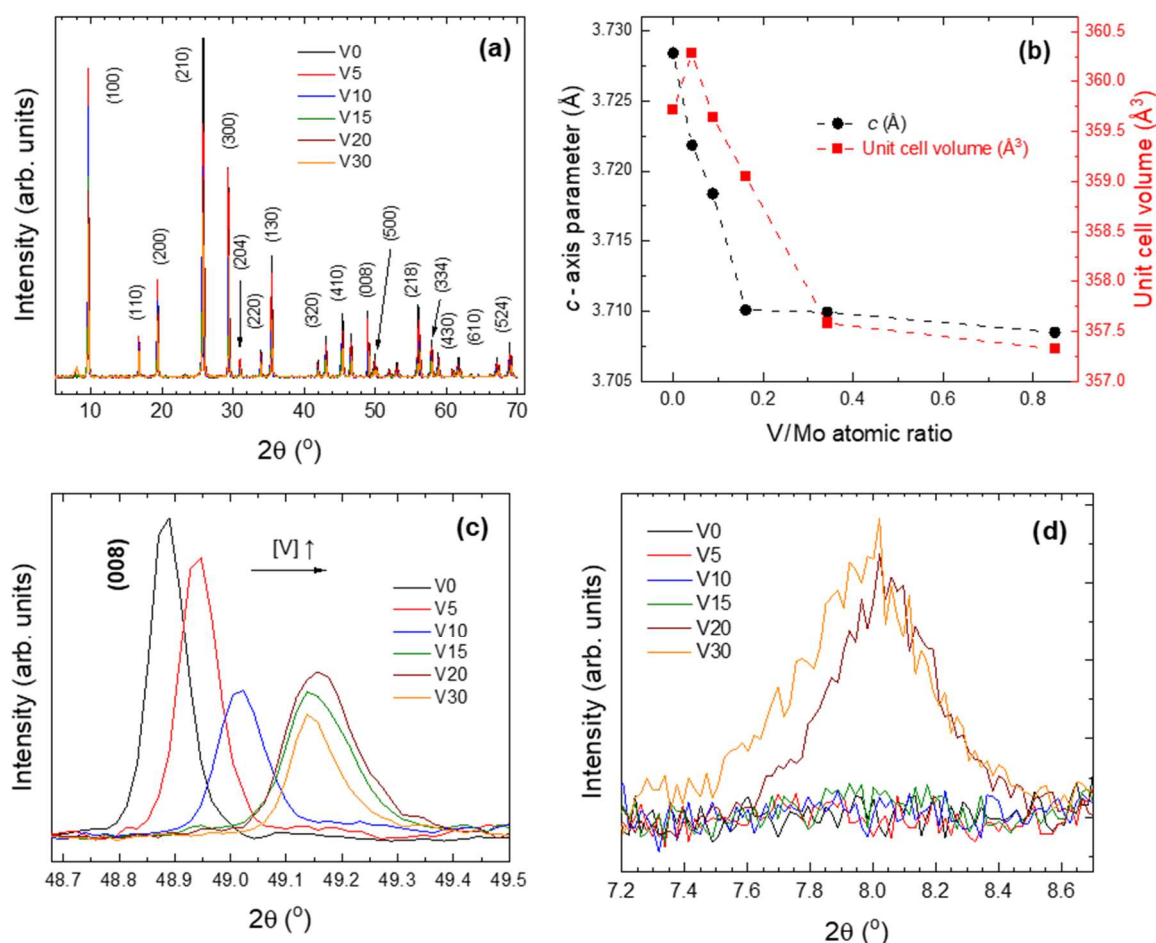 (a)
Intensity (arb. units)
(100)
(110)
(200)
(210)
(300)
(204)
(220)
(130)
(320)
(410)
(008)
(500)
(218)
(334)
(430)
(610)
(524)
V0
V5
V10
V15
V20
V30
10 20 30 40 50 60 70
2θ (°)
(b)
c - axis parameter (Å)
3.730
3.725
3.720
3.715
3.710
3.705
c (Å)
Unit cell volume (Å³)
360.5
360.0
359.5
359.0
358.5
358.0
357.5
357.0
Unit cell volume (Å³)
0.0 0.2 0.4 0.6 0.8
V/Mo atomic ratio
(c)
Intensity (arb. units)
(008)
[V] ↑
V0
V5
V10
V15
V20
V30
48.7 48.8 48.9 49.0 49.1 49.2 49.3 49.4 49.5
2θ (°)
(d)
Intensity (arb. units)
V0
V5
V10
V15
V20
V30
7.2 7.4 7.6 7.8 8.0 8.2 8.4 8.6
2θ (°)